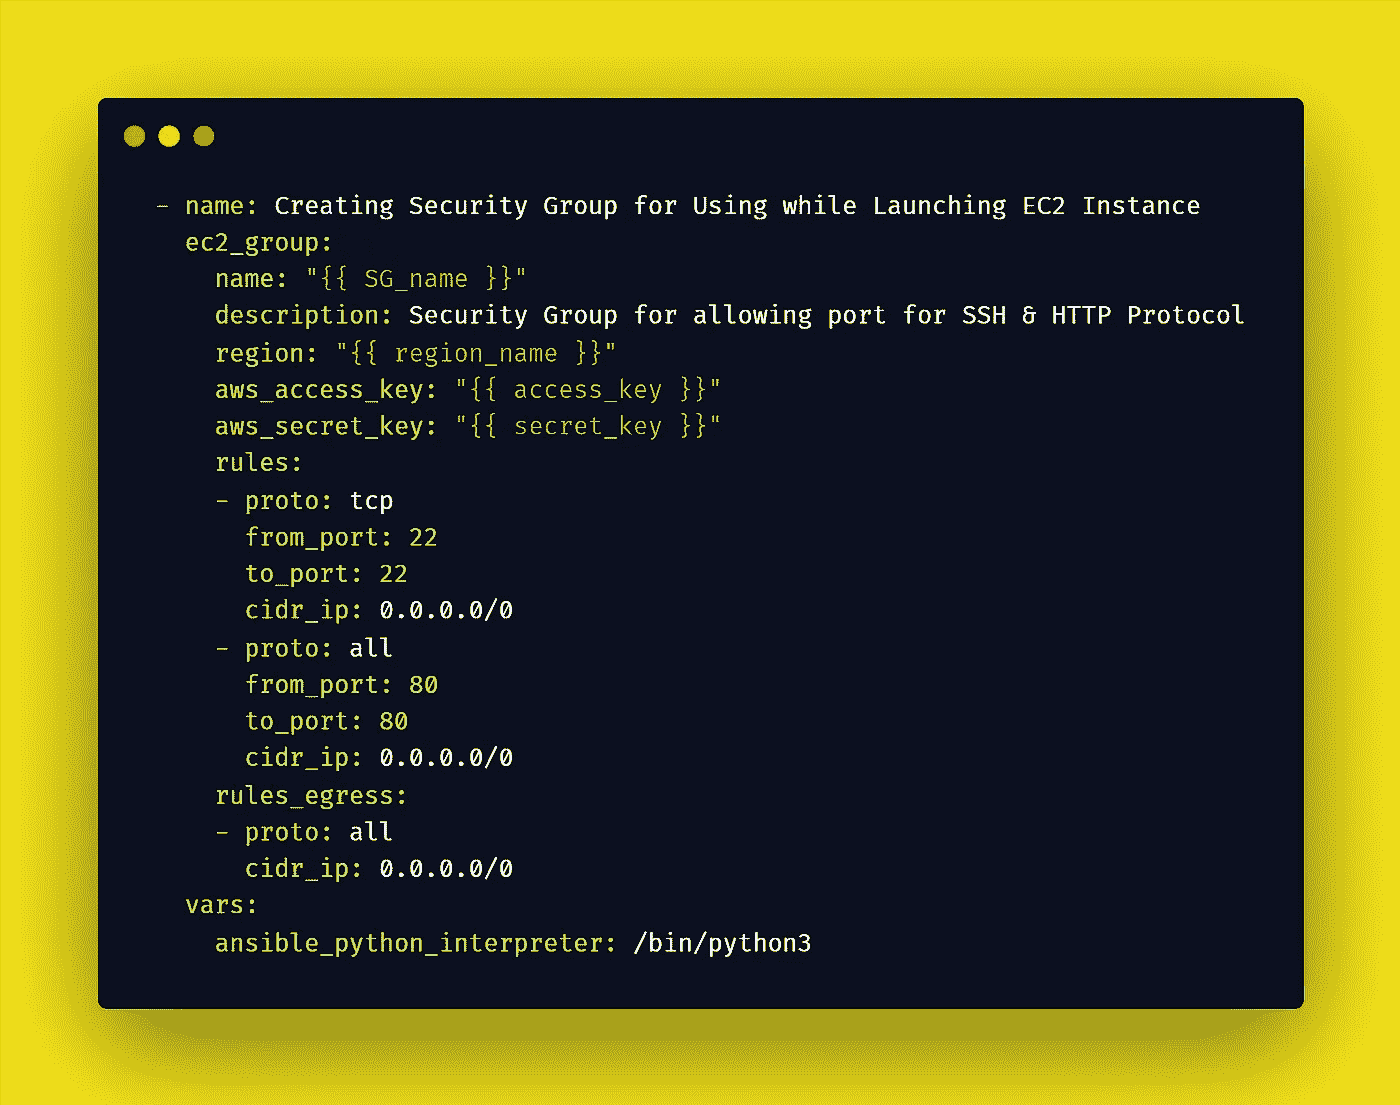 - name: Creating Security Group for Using while Launching EC2 Instance
  ec2_group:
    name: "{{ SG_name }}"
    description: Security Group for allowing port for SSH & HTTP Protocol
    region: "{{ region_name }}"
    aws_access_key: "{{ access_key }}"
    aws_secret_key: "{{ secret_key }}"
    rules:
    - proto: tcp
      from_port: 22
      to_port: 22
      cidr_ip: 0.0.0.0/0
    - proto: all
      from_port: 80
      to_port: 80
      cidr_ip: 0.0.0.0/0
    rules_egress:
    - proto: all
      cidr_ip: 0.0.0.0/0
  vars:
    ansible_python_interpreter: /bin/python3